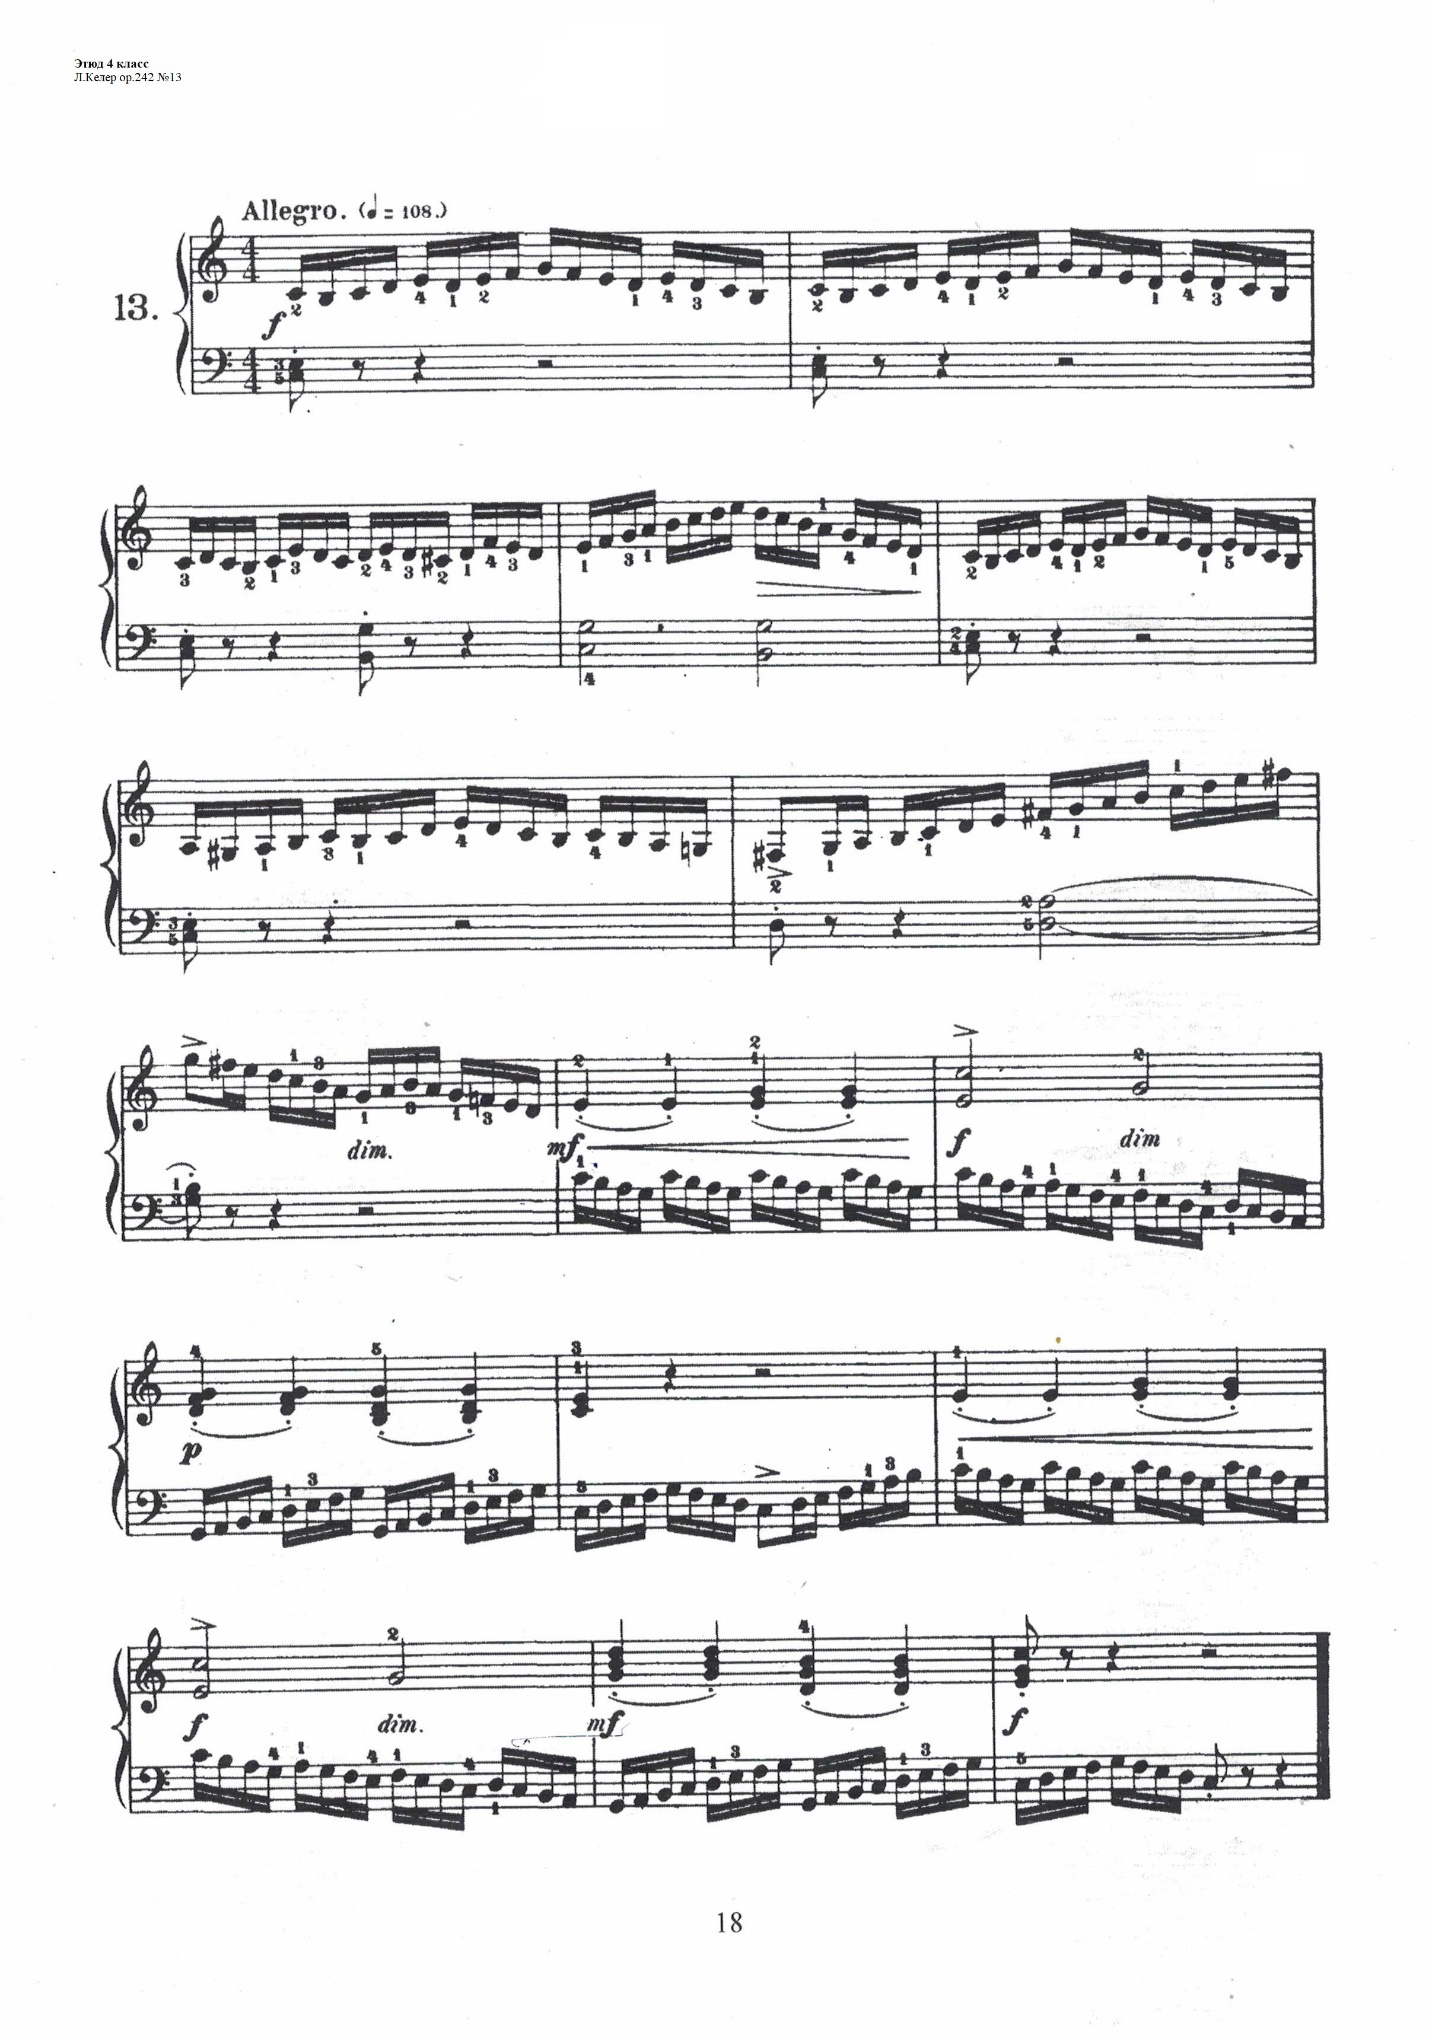 Этюд 4 класс
Л.Келер ор.242 №13
Allegro. (♩ = 108.)
13.
f
dim.
mf
f
dim
p
f
dim.
mf
f
18